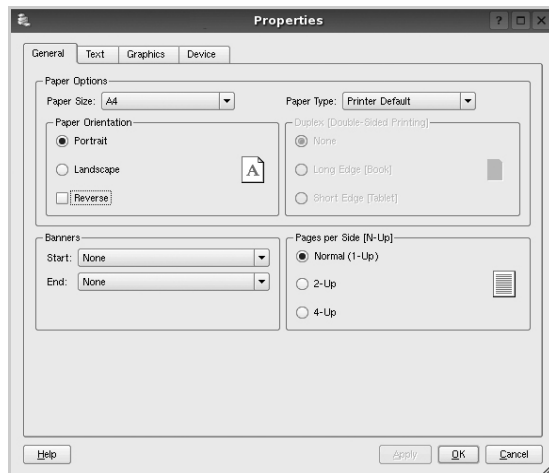 Properties
General Text Graphics Device
Paper Options
Paper Size: A4 Paper Type: Printer Default
Paper Orientation Duplex [Double-Sided Printing]
Portrait None
Landscape A Long Edge [Book]
Reverse Short Edge [Tablet]
Banners Pages per Side [N-Up]
Start: None Normal (1-Up)
End: None 2-Up
4-Up
Help Apply OK Cancel